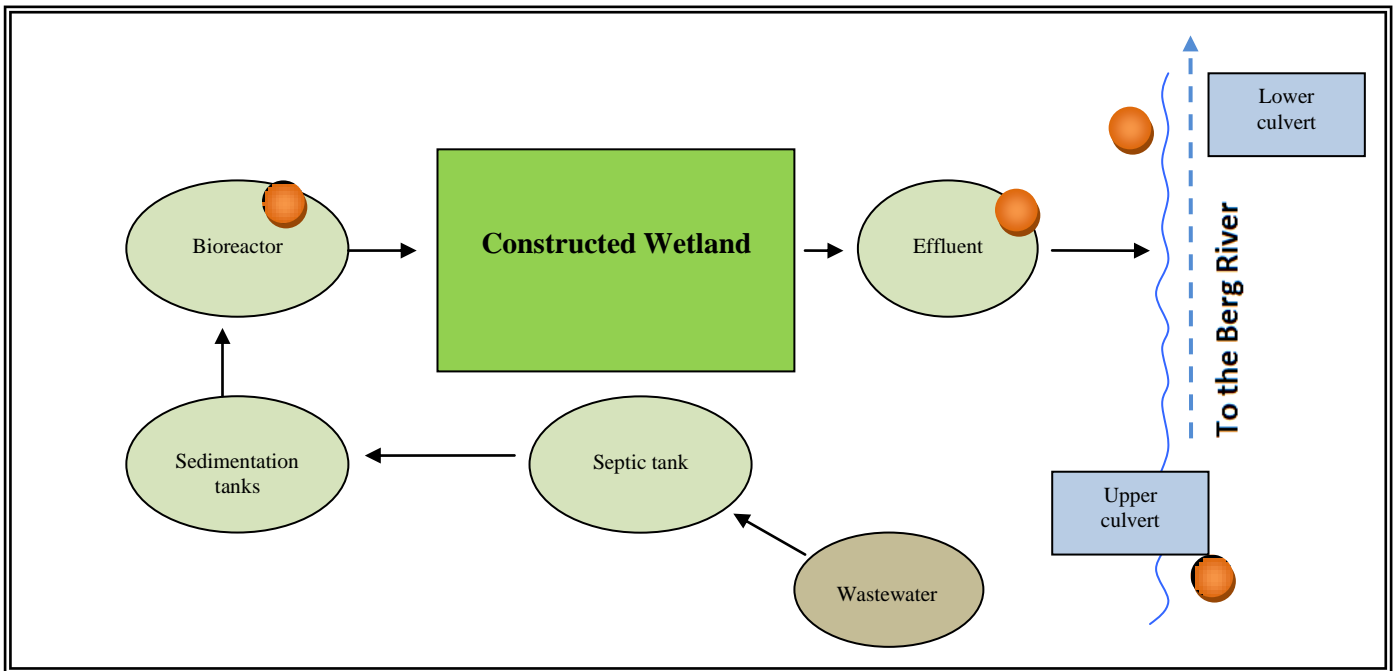 Lower
culvert
Bioreactor
Constructed Wetland
Effluent
To the Berg River
Sedimentation
tanks
Septic tank
Upper
culvert
Wastewater